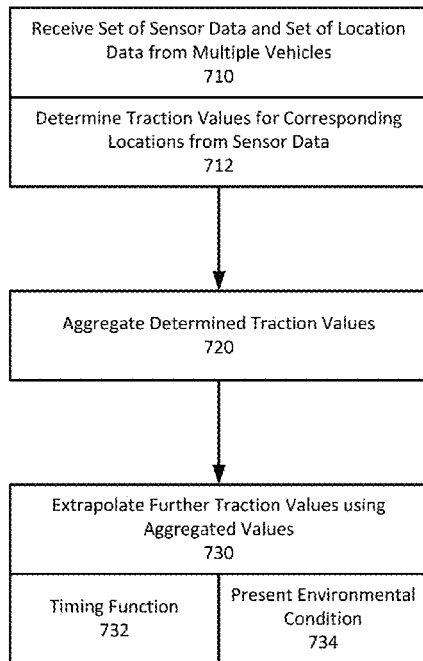 Receive Set of Sensor Data and Set of Location
Data from Multiple Vehicles
710
Determine Traction Values for Corresponding
Locations from Sensor Data
712
Aggregate Determined Traction Values
720
Extrapolate Further Traction Values using
Aggregated Values
730
Timing Function
732
Present Environmental
Condition
734